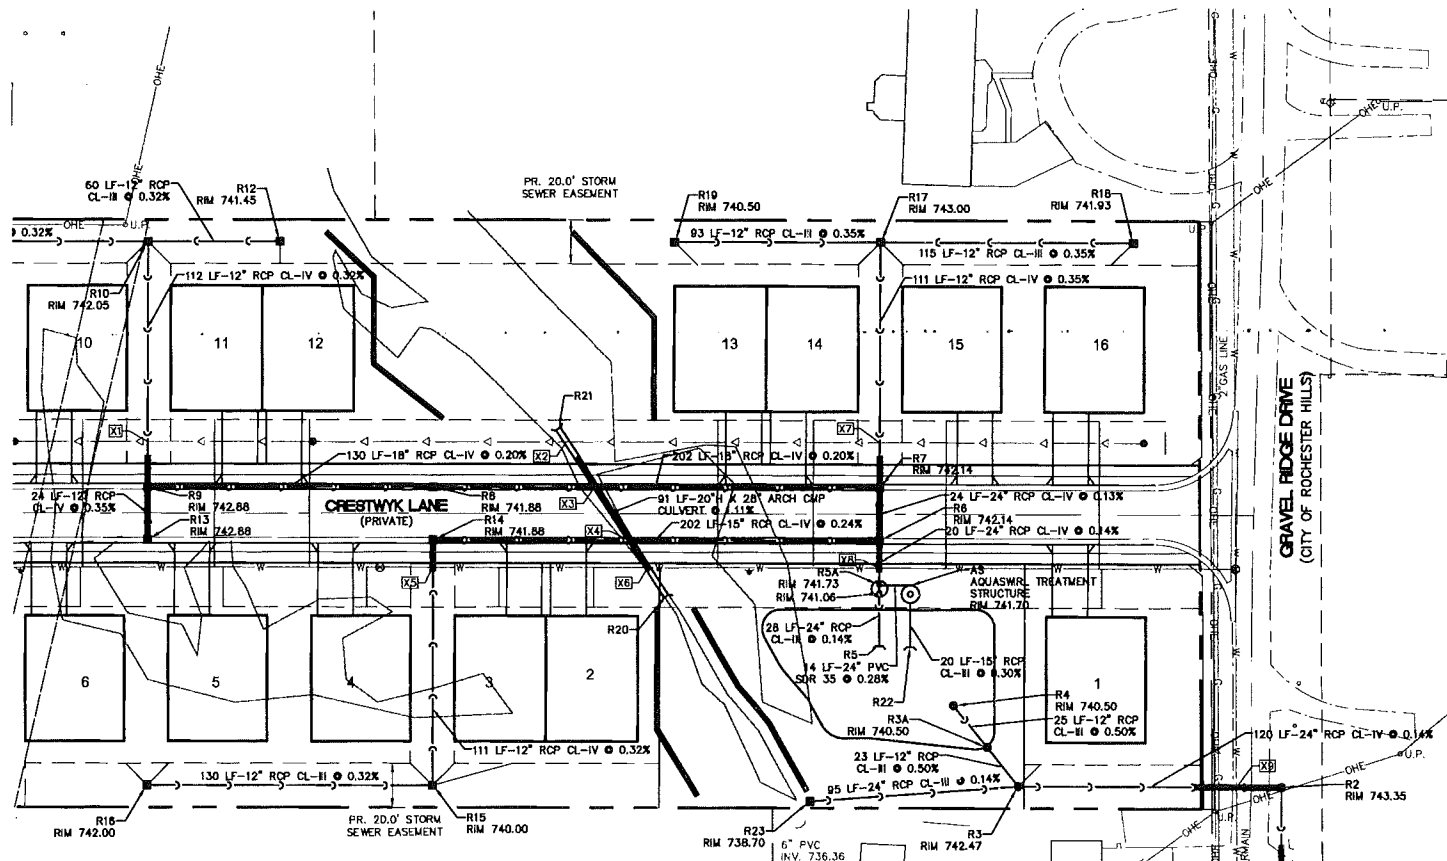 OHE
OHE
OHE
U.P.
OHE
60 LF-12" RCP
CL-III @ 0.32%
R12
RIM 741.45
PR. 20.0' STORM
SEWER EASEMENT
R19
RIM 740.50
R17
RIM 743.00
R18
RIM 741.93
OHE
U.P.
@ 0.32%
93 LF-12" RCP CL-III @ 0.35%
115 LF-12" RCP CL-III @ 0.35%
112 LF-12" RCP CL-IV @ 0.32%
111 LF-12" RCP CL-IV @ 0.35%
R10
RIM 742.05
10
11
12
13
14
15
16
2" GAS LINE
GRAVEL RIDGE DRIVE
(CITY OF ROCHESTER HILLS)
R21
X1
X2
X7
130 LF-18" RCP CL-IV @ 0.20%
202 LF-18" RCP CL-IV @ 0.20%
R7
RIM 742.14
24 LF-12" RCP
CL-IV @ 0.35%
R9
RIM 742.88
CRESTWYK LANE
(PRIVATE)
R8
RIM 741.88
X3
91 LF-20"H X 28" ARCH CMP
CULVERT @ 1.11%
24 LF-24" RCP CL-IV @ 0.13%
R6
RIM 742.14
R13
RIM 742.88
R14
RIM 741.88
X4
202 LF-15" RCP CL-IV @ 0.24%
20 LF-24" RCP CL-IV @ 0.14%
X5
X6
X8
R5A
RIM 741.73
RIM 741.06
AS
AQUASWRL TREATMENT
STRUCTURE
RIM 741.70
R20
28 LF-24" RCP
CL-III @ 0.14%
R5
14 LF-24" PVC
SDR 35 @ 0.28%
20 LF-15" RCP
CL-III @ 0.30%
R22
6
5
4
3
2
1
R4
RIM 740.50
R3A
RIM 740.50
25 LF-12" RCP
CL-III @ 0.50%
120 LF-24" RCP CL-IV @ 0.14%
U.P.
111 LF-12" RCP CL-IV @ 0.32%
23 LF-12" RCP
CL-III @ 0.50%
130 LF-12" RCP CL-III @ 0.32%
95 LF-24" RCP CL-III @ 0.14%
X9
OHE
R2
RIM 743.35
R16
RIM 742.00
PR. 20.0' STORM
SEWER EASEMENT
R15
RIM 740.00
R23
RIM 738.70
6" PVC
INV. 736.36
R3
RIM 742.47
OHE
U.P.